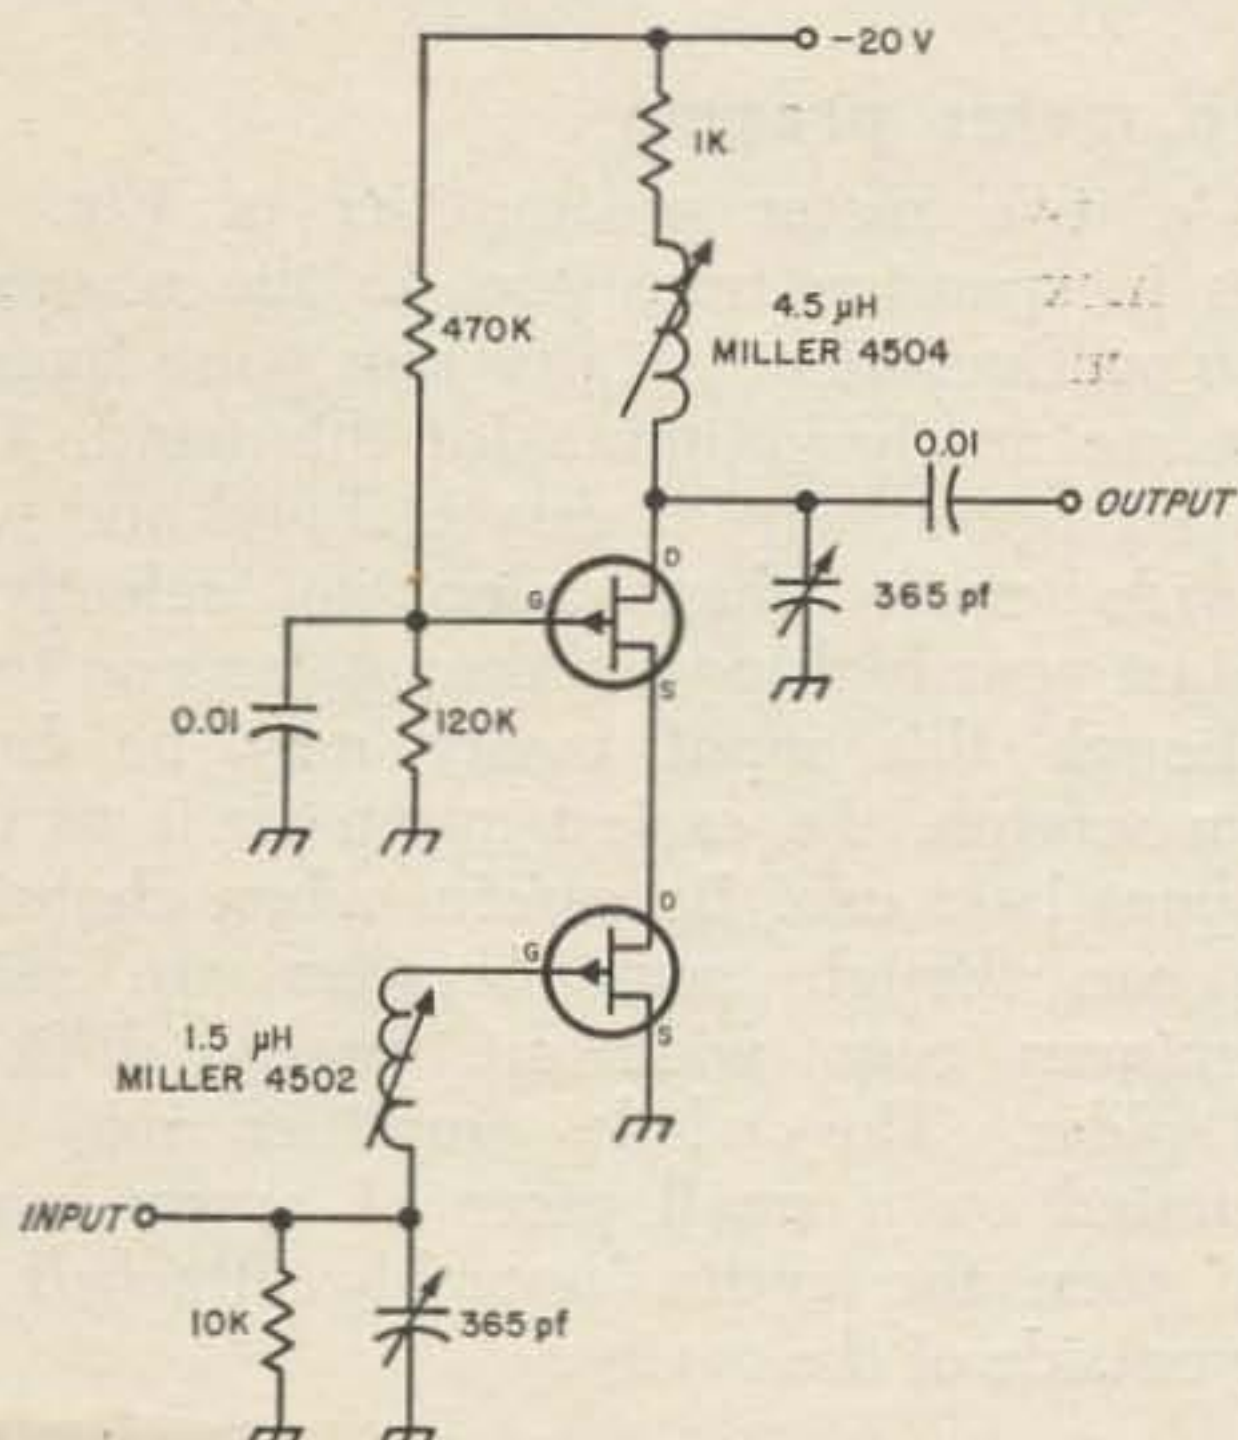 -20 V
1K
470K
4.5 µH
MILLER 4504
0.01
OUTPUT
D
G
365 pf
S
0.01
120K
D
G
1.5 µH
MILLER 4502
S
INPUT
10K
365 pf